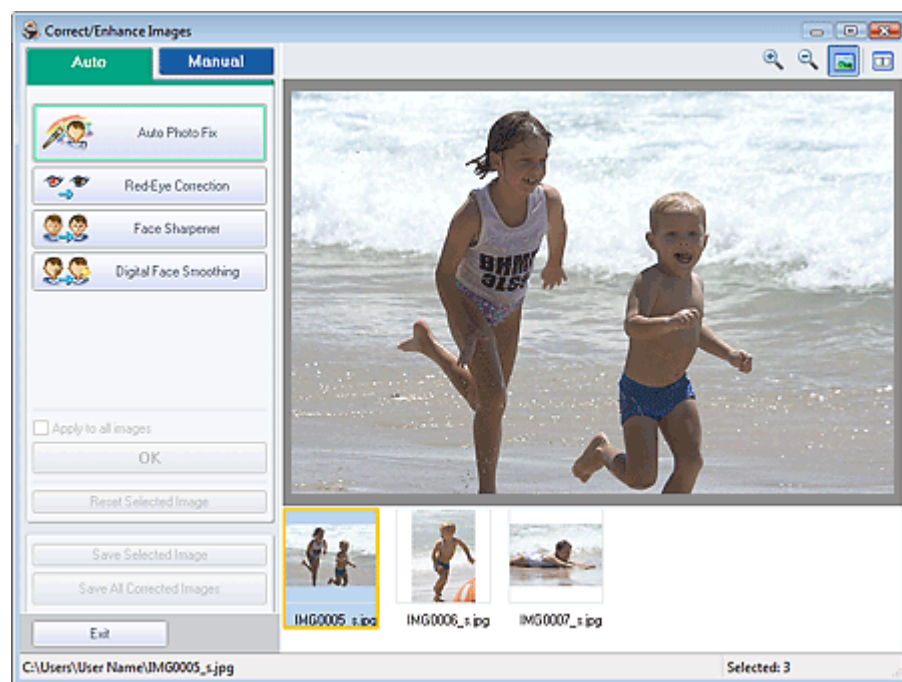 Correct/Enhance Images
Auto
Manual
Auto Photo Fix
Red-Eye Correction
Face Sharpener
Digital Face Smoothing
Apply to all images
OK
Reset Selected Image
Save Selected Image
Save All Corrected Images
Exit
IMG0005_s.jpg
IMG0006_s.jpg
IMG0007_s.jpg
C:\Users\User Name\IMG0005_s.jpg
Selected: 3